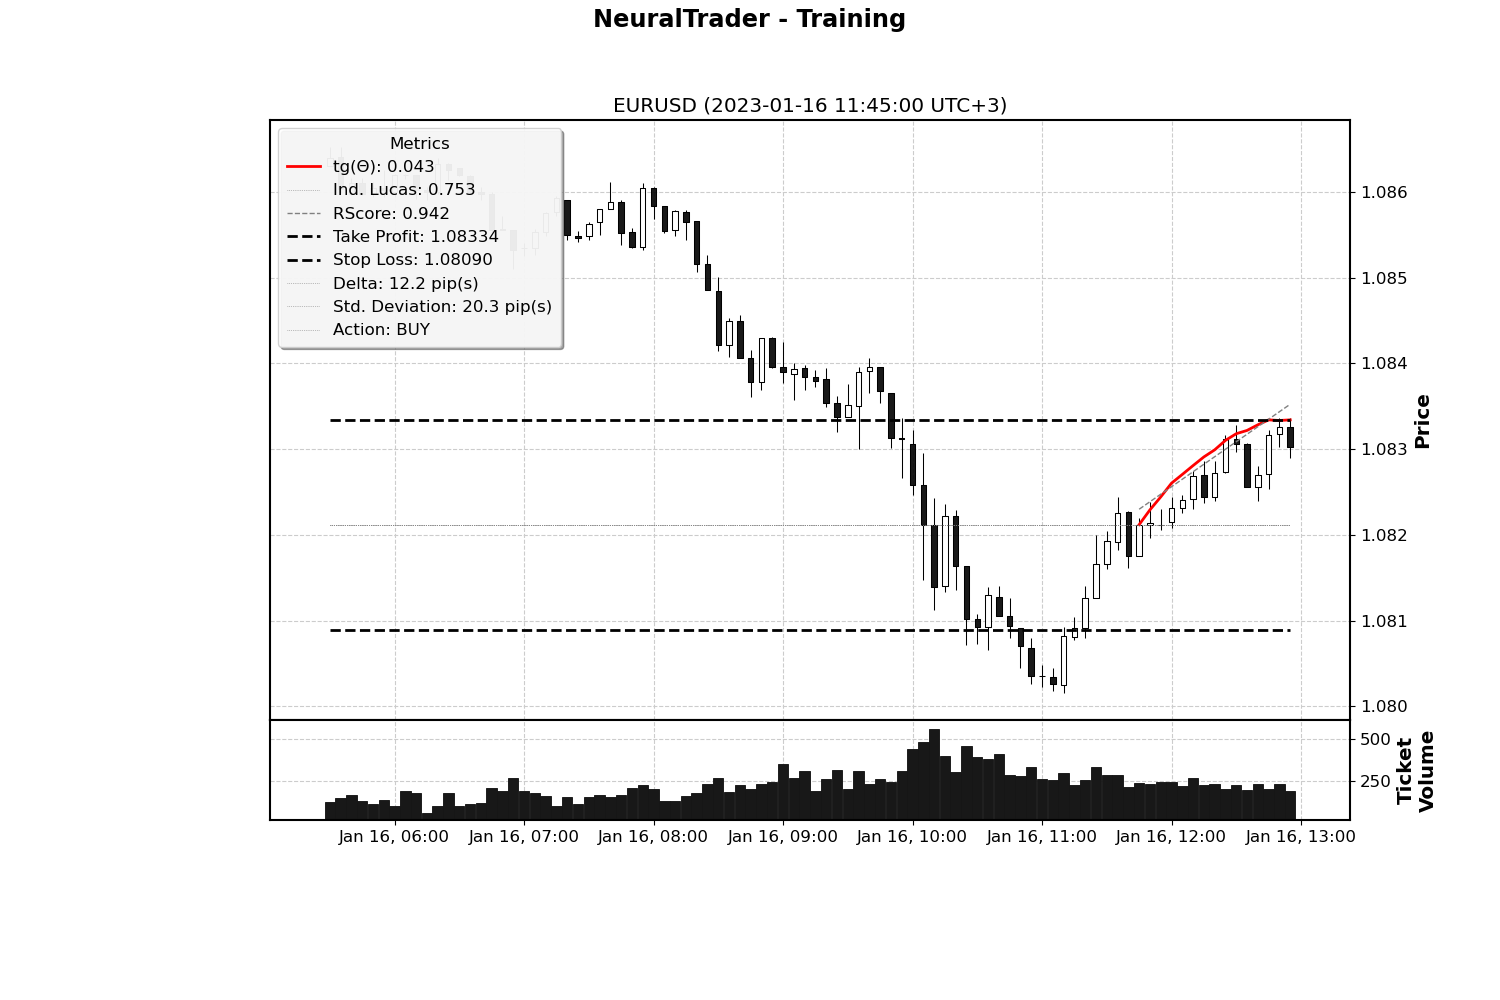 NeuralTrader - Training
EURUSD (2023-01-16 11:45:00 UTC+3)
Metrics
tg(Θ): 0.043
Ind. Lucas: 0.753
RScore: 0.942
Take Profit: 1.08334
Stop Loss: 1.08090
Delta: 12.2 pip(s)
Std. Deviation: 20.3 pip(s)
Action: BUY
1.086
1.085
1.084
1.083
1.082
1.081
1.080
Price
500
250
Ticket
Volume
Jan 16, 06:00
Jan 16, 07:00
Jan 16, 08:00
Jan 16, 09:00
Jan 16, 10:00
Jan 16, 11:00
Jan 16, 12:00
Jan 16, 13:00